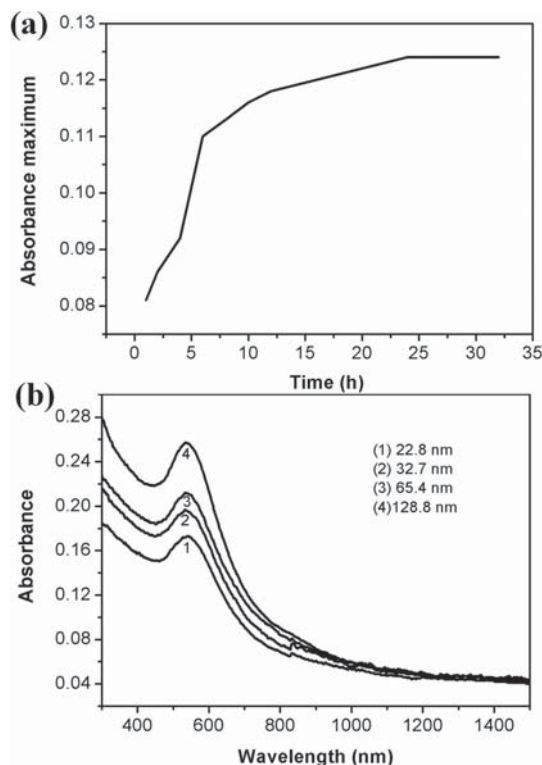 (a)
0.13
0.12
0.11
0.10
0.09
0.08
Absorbance maximum
0 5 10 15 20 25 30 35
Time (h)
(b)
0.28
0.24
0.20
0.16
0.12
0.08
0.04
Absorbance
4
3
2
1
(1) 22.8 nm
(2) 32.7 nm
(3) 65.4 nm
(4)128.8 nm
400 600 800 1000 1200 1400
Wavelength (nm)